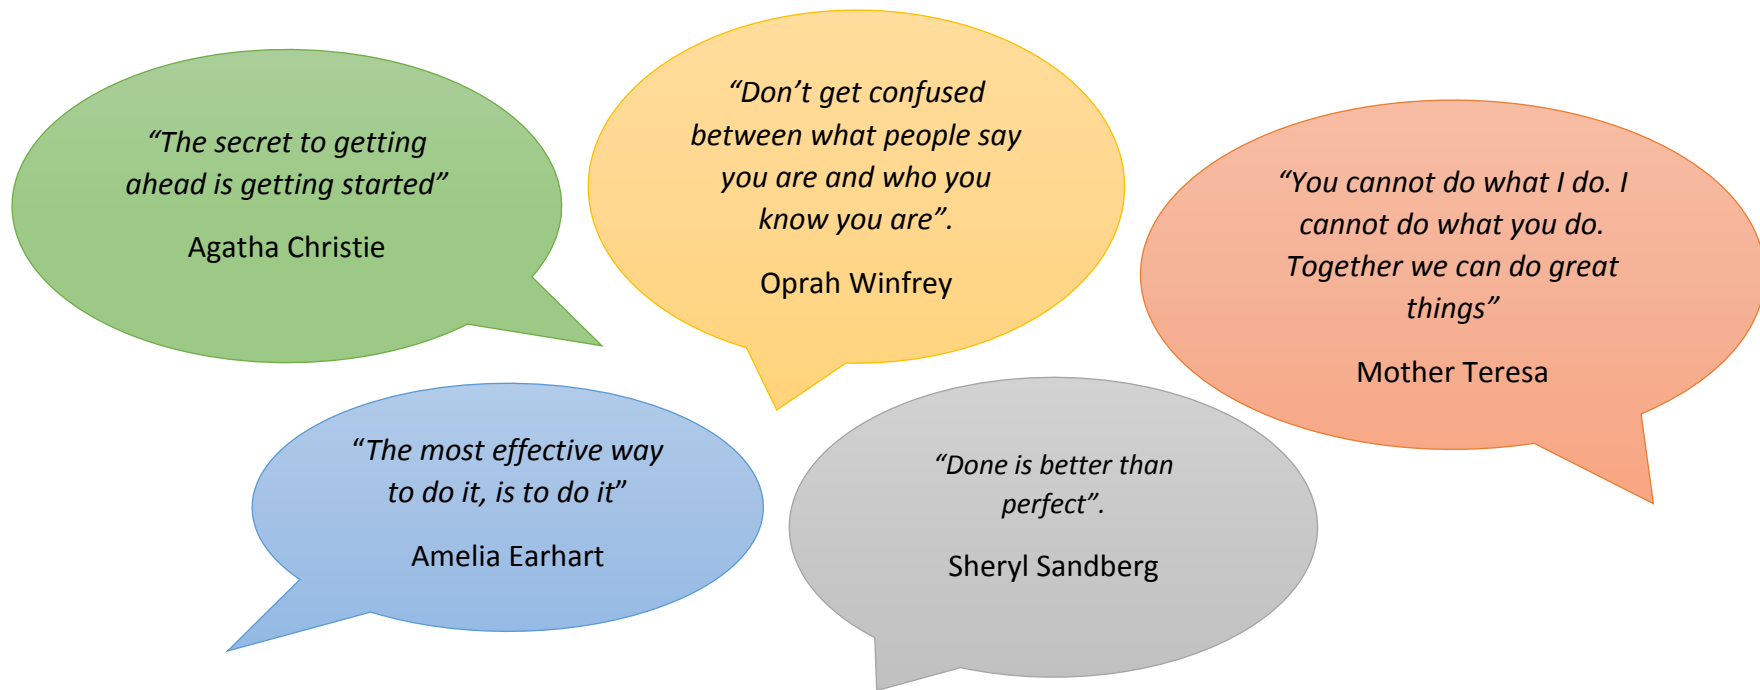 “The secret to getting
ahead is getting started”
Agatha Christie
“Don’t get confused
between what people say
you are and who you
know you are”.
Oprah Winfrey
“You cannot do what I do. I
cannot do what you do.
Together we can do great
things”
Mother Teresa
“The most effective way
to do it, is to do it”
Amelia Earhart
“Done is better than
perfect”.
Sheryl Sandberg